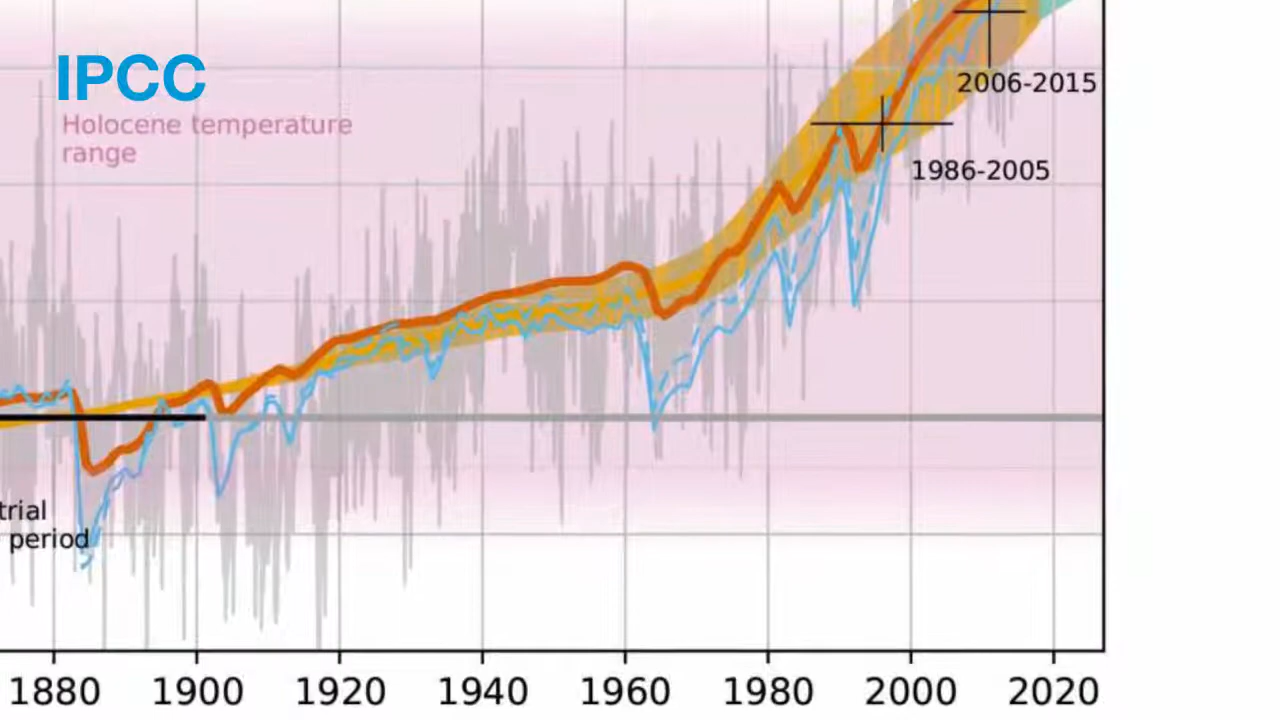 IPCC
Holocene temperature
range
2006-2015
1986-2005
trial
period
1880 1900 1920 1940 1960 1980 2000 2020